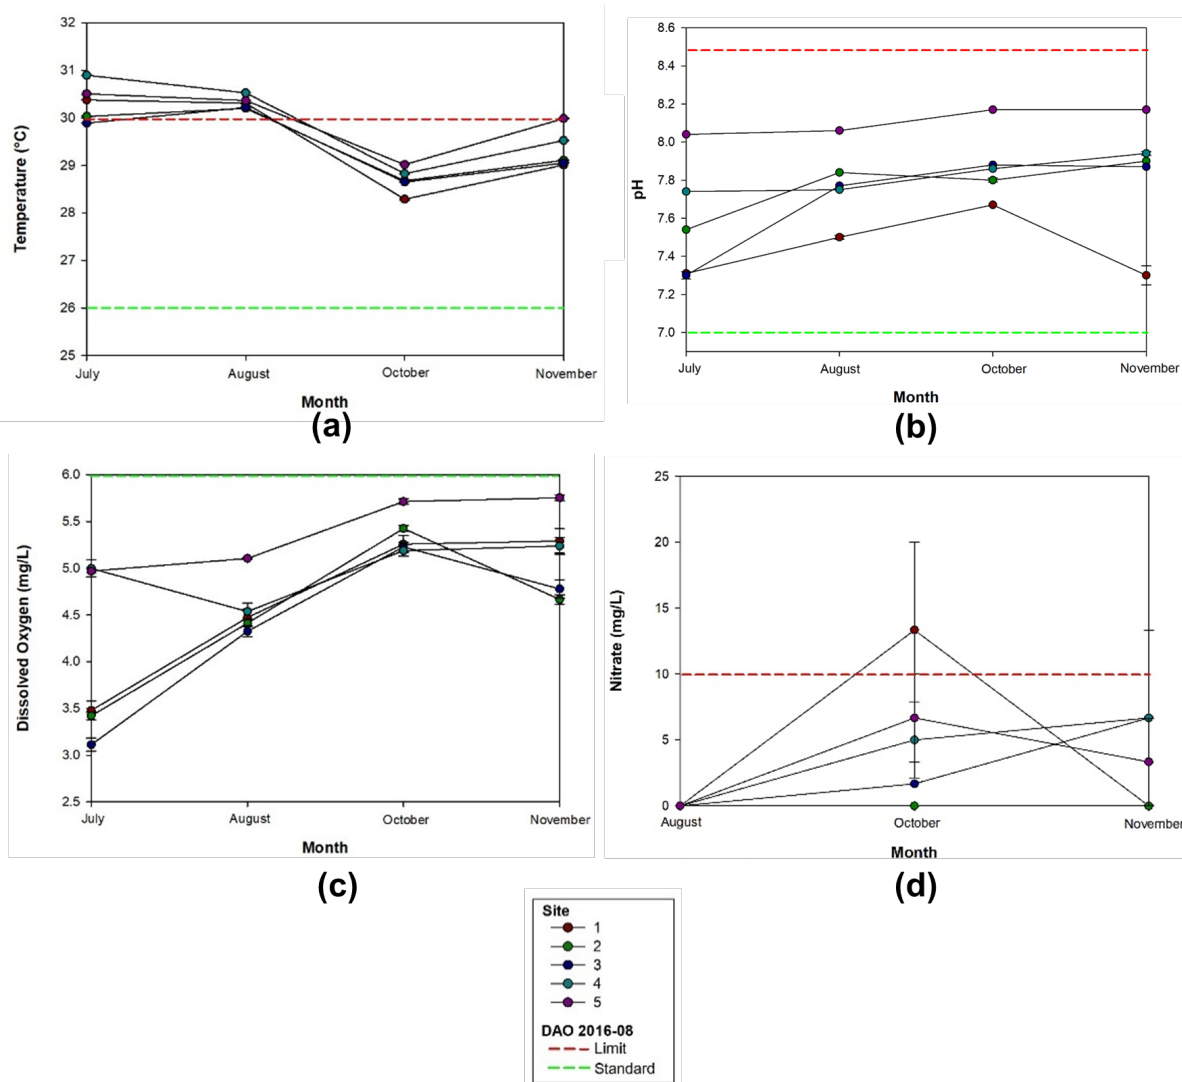 32
31
30
29
28
27
26
25
Temperature (°C)
July
August
October
November
Month
(a)
8.6
8.4
8.2
8.0
7.8
7.6
7.4
7.2
7.0
pH
July
August
October
November
Month
(b)
6.0
5.5
5.0
4.5
4.0
3.5
3.0
2.5
Dissolved Oxygen (mg/L)
July
August
October
November
Month
(c)
25
20
15
10
5
0
Nitrate (mg/L)
August
October
November
Month
(d)
Site
1
2
3
4
5
DAO 2016-08
Limit
Standard